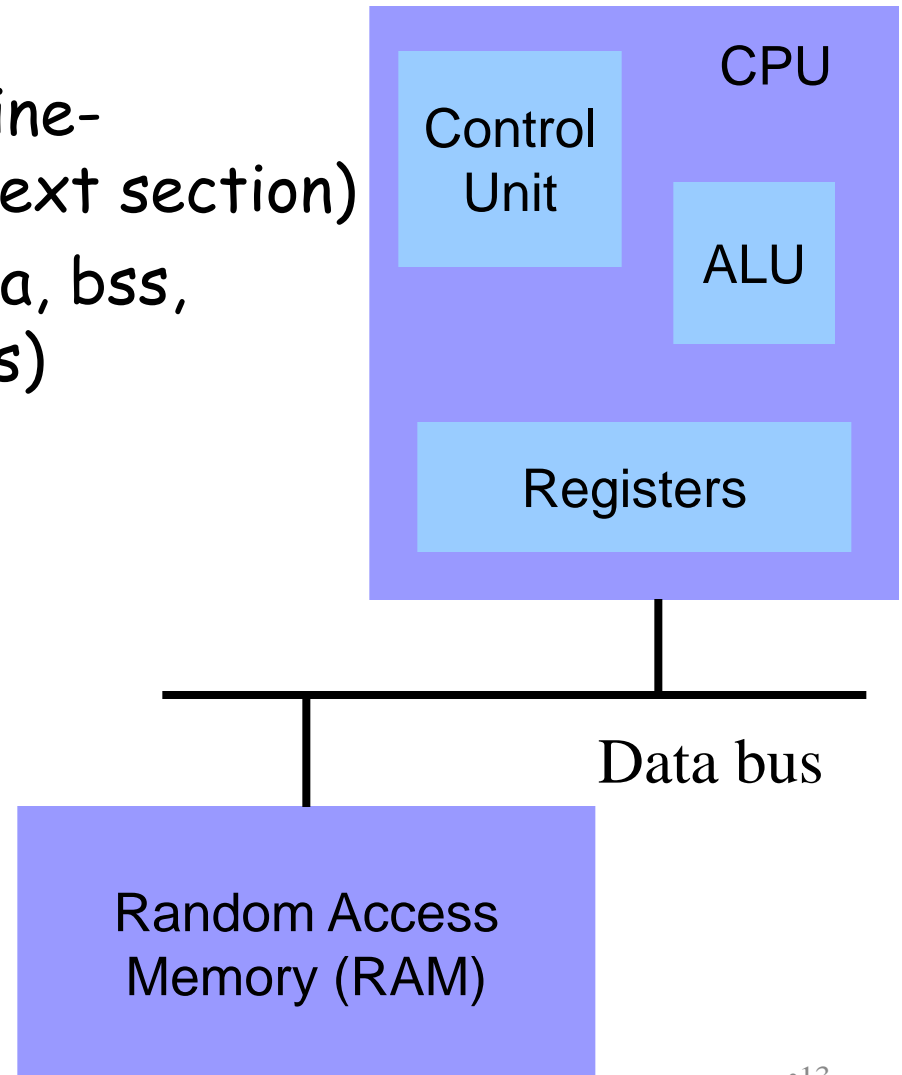 ine-
ext section)
a, bss,
s)
CPU
Control
Unit
ALU
Registers
Data bus
Random Access
Memory (RAM)